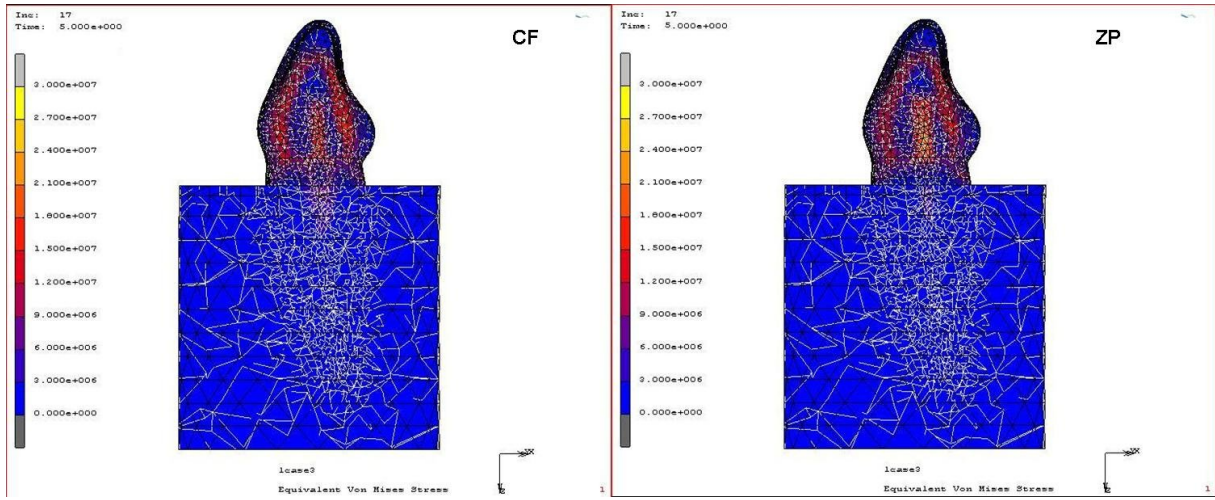 Inc: 17
Time: 5.000e+000
CF
3.000e+007
2.700e+007
2.400e+007
2.100e+007
1.800e+007
1.500e+007
1.200e+007
9.000e+006
6.000e+006
3.000e+006
0.000e+000
lcase3
Equivalent Von Mises Stress
1
Inc: 17
Time: 5.000e+000
ZP
3.000e+007
2.700e+007
2.400e+007
2.100e+007
1.800e+007
1.500e+007
1.200e+007
9.000e+006
6.000e+006
3.000e+006
0.000e+000
lcase3
Equivalent Von Mises Stress
1